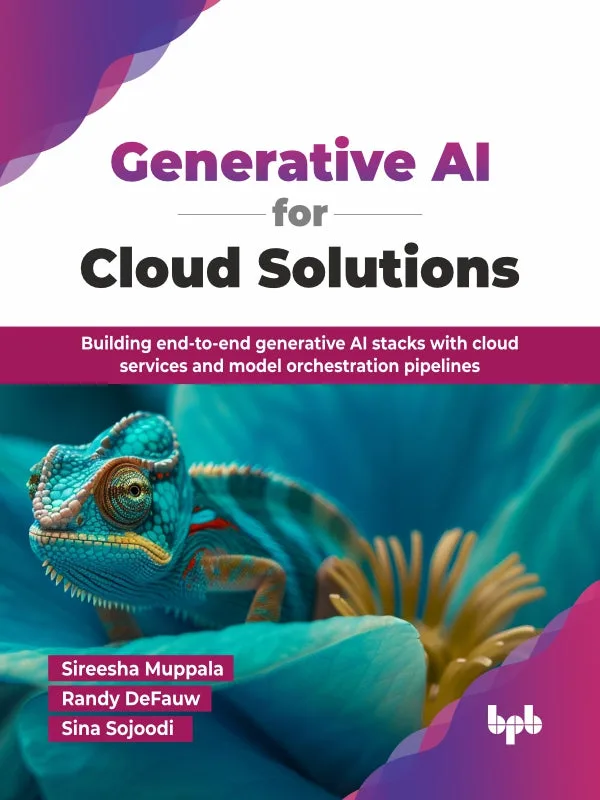 Generative AI
for
Cloud Solutions
Building end-to-end generative AI stacks with cloud
services and model orchestration pipelines
Sireesha Muppala
Randy DeFauw
Sina Sojoodi
bpb